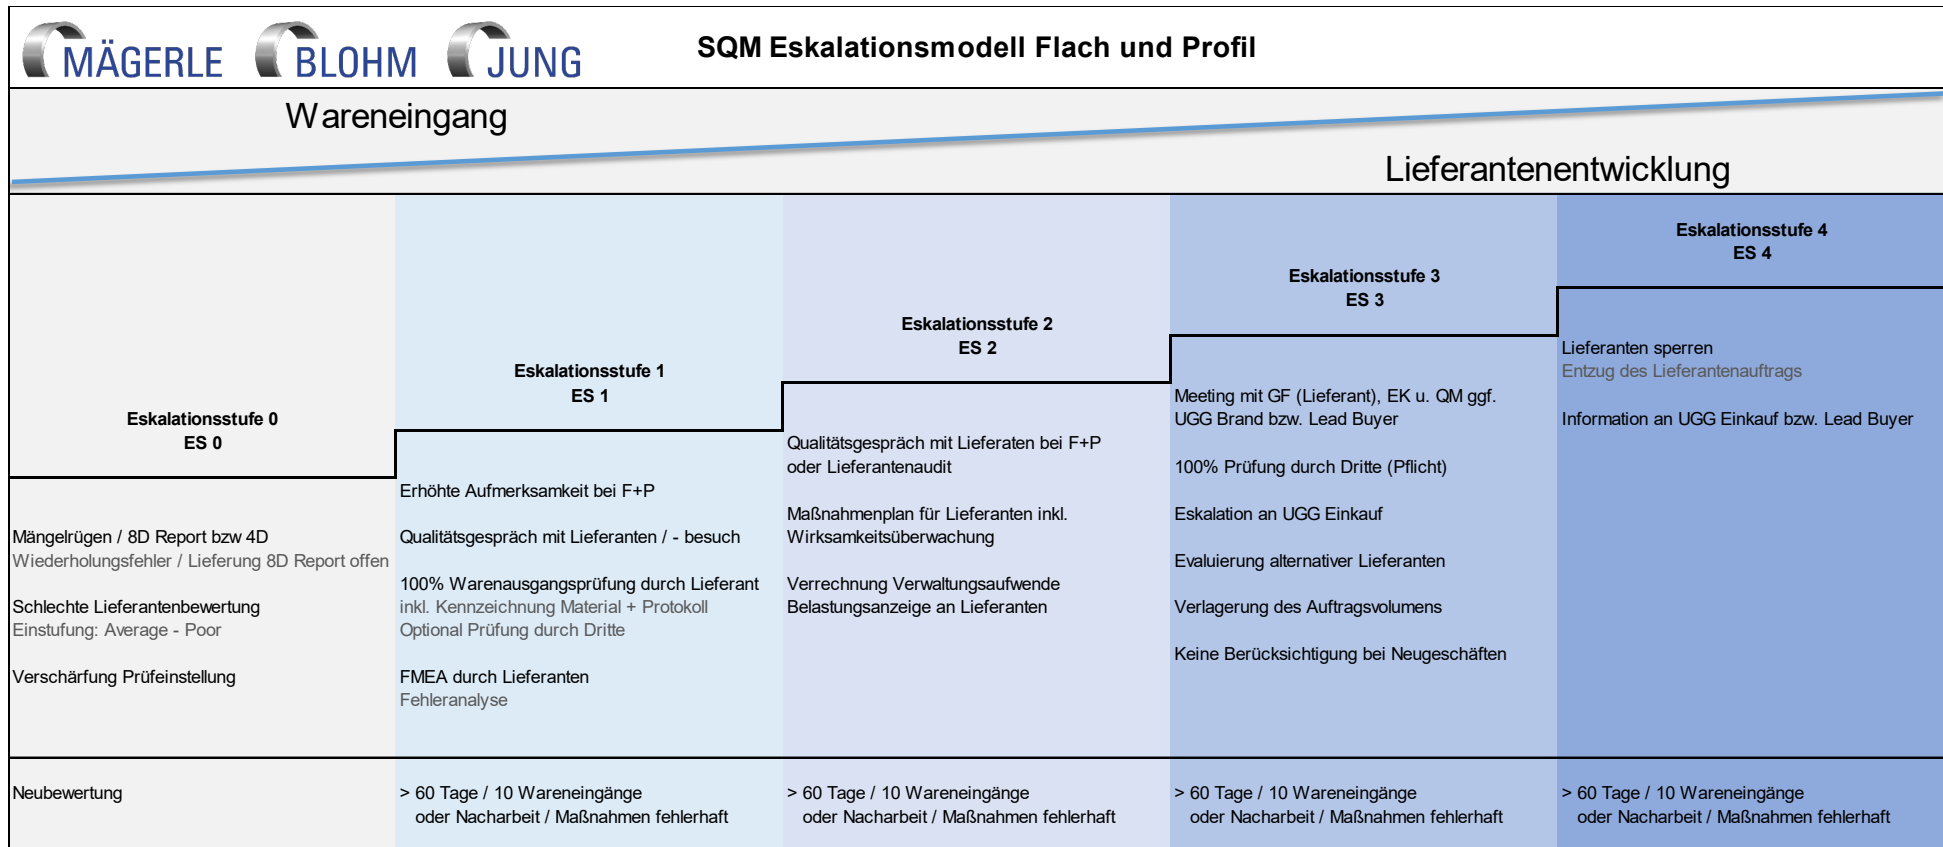 MÄGERLE BLOHM JUNG
SQM Eskalationsmodell Flach und Profil
Wareneingang
Lieferantenentwicklung
Eskalationsstufe 0
ES 0
Mängelrügen / 8D Report bzw 4D
Wiederholungsfehler / Lieferung 8D Report offen
Schlechte Lieferantenbewertung
Einstufung: Average - Poor
Verschärfung Prüfeinstellung
Eskalationsstufe 1
ES 1
Erhöhte Aufmerksamkeit bei F+P
Qualitätsgespräch mit Lieferanten / - besuch
100% Warenausgangsprüfung durch Lieferant
inkl. Kennzeichnung Material + Protokoll
Optional Prüfung durch Dritte
FMEA durch Lieferanten
Fehleranalyse
Eskalationsstufe 2
ES 2
Qualitätsgespräch mit Lieferaten bei F+P
oder Lieferantenaudit
Maßnahmenplan für Lieferanten inkl.
Wirksamkeitsüberwachung
Verrechnung Verwaltungsaufwende
Belastungsanzeige an Lieferanten
Eskalationsstufe 3
ES 3
Meeting mit GF (Lieferant), EK u. QM ggf.
UGG Brand bzw. Lead Buyer
100% Prüfung durch Dritte (Pflicht)
Eskalation an UGG Einkauf
Evaluierung alternativer Lieferanten
Verlagerung des Auftragsvolumens
Keine Berücksichtigung bei Neugeschäften
Eskalationsstufe 4
ES 4
Lieferanten sperren
Entzug des Lieferantenauftrags
Information an UGG Einkauf bzw. Lead Buyer
Neubewertung
> 60 Tage / 10 Wareneingänge
oder Nacharbeit / Maßnahmen fehlerhaft
> 60 Tage / 10 Wareneingänge
oder Nacharbeit / Maßnahmen fehlerhaft
> 60 Tage / 10 Wareneingänge
oder Nacharbeit / Maßnahmen fehlerhaft
> 60 Tage / 10 Wareneingänge
oder Nacharbeit / Maßnahmen fehlerhaft